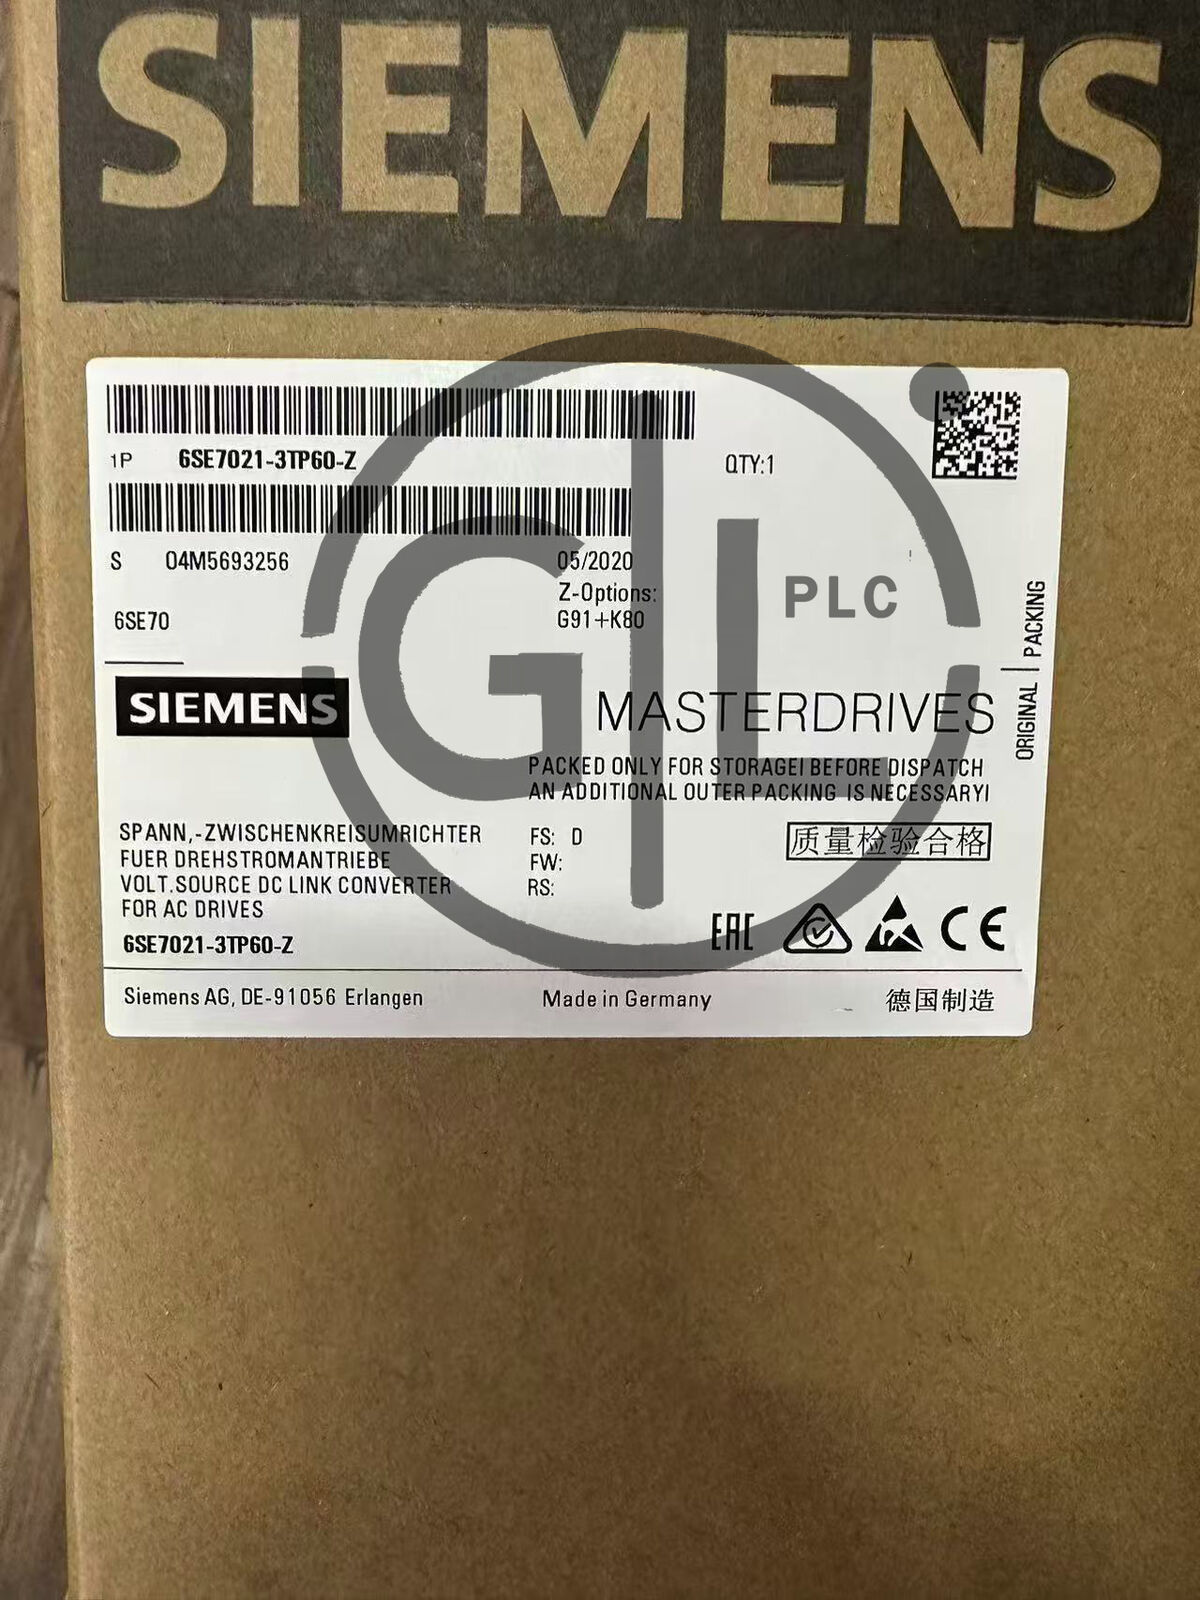 SIEMENS
1P 6SE7021-3TP60-Z QTY:1
S 04M5693256 05/2020
Z-Options:
6SE70 G91+K80
PLC
ORIGINAL | PACKING
SIEMENS MASTERDRIVES
PACKED ONLY FOR STORAGEI BEFORE DISPATCH
AN ADDITIONAL OUTER PACKING IS NECESSARYI
SPANN,-ZWISCHENKREISUMRICHTER FS: D 质量检验合格
FUER DREHSTROMANTRIEBE FW:
VOLT.SOURCE DC LINK CONVERTER RS:
FOR AC DRIVES
6SE7021-3TP60-Z EAC CE
Siemens AG, DE-91056 Erlangen Made in Germany 德国制造